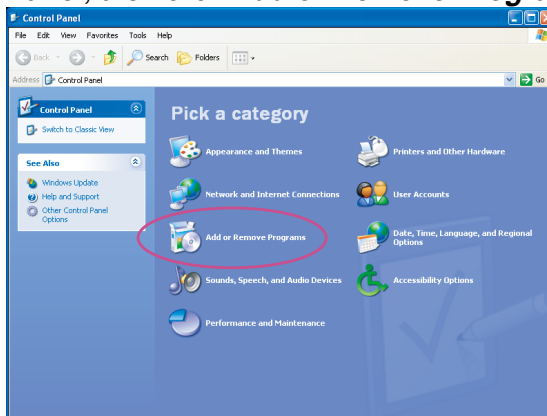 Control Panel
File Edit View Favorites Tools Help
Back Search Folders
Address Control Panel Go
Control Panel
Switch to Classic View
See Also
Windows Update
Help and Support
Other Control Panel
Options
Pick a category
Appearance and Themes
Printers and Other Hardware
Network and Internet Connections
User Accounts
Add or Remove Programs
Date, Time, Language, and Regional
Options
Sounds, Speech, and Audio Devices
Accessibility Options
Performance and Maintenance